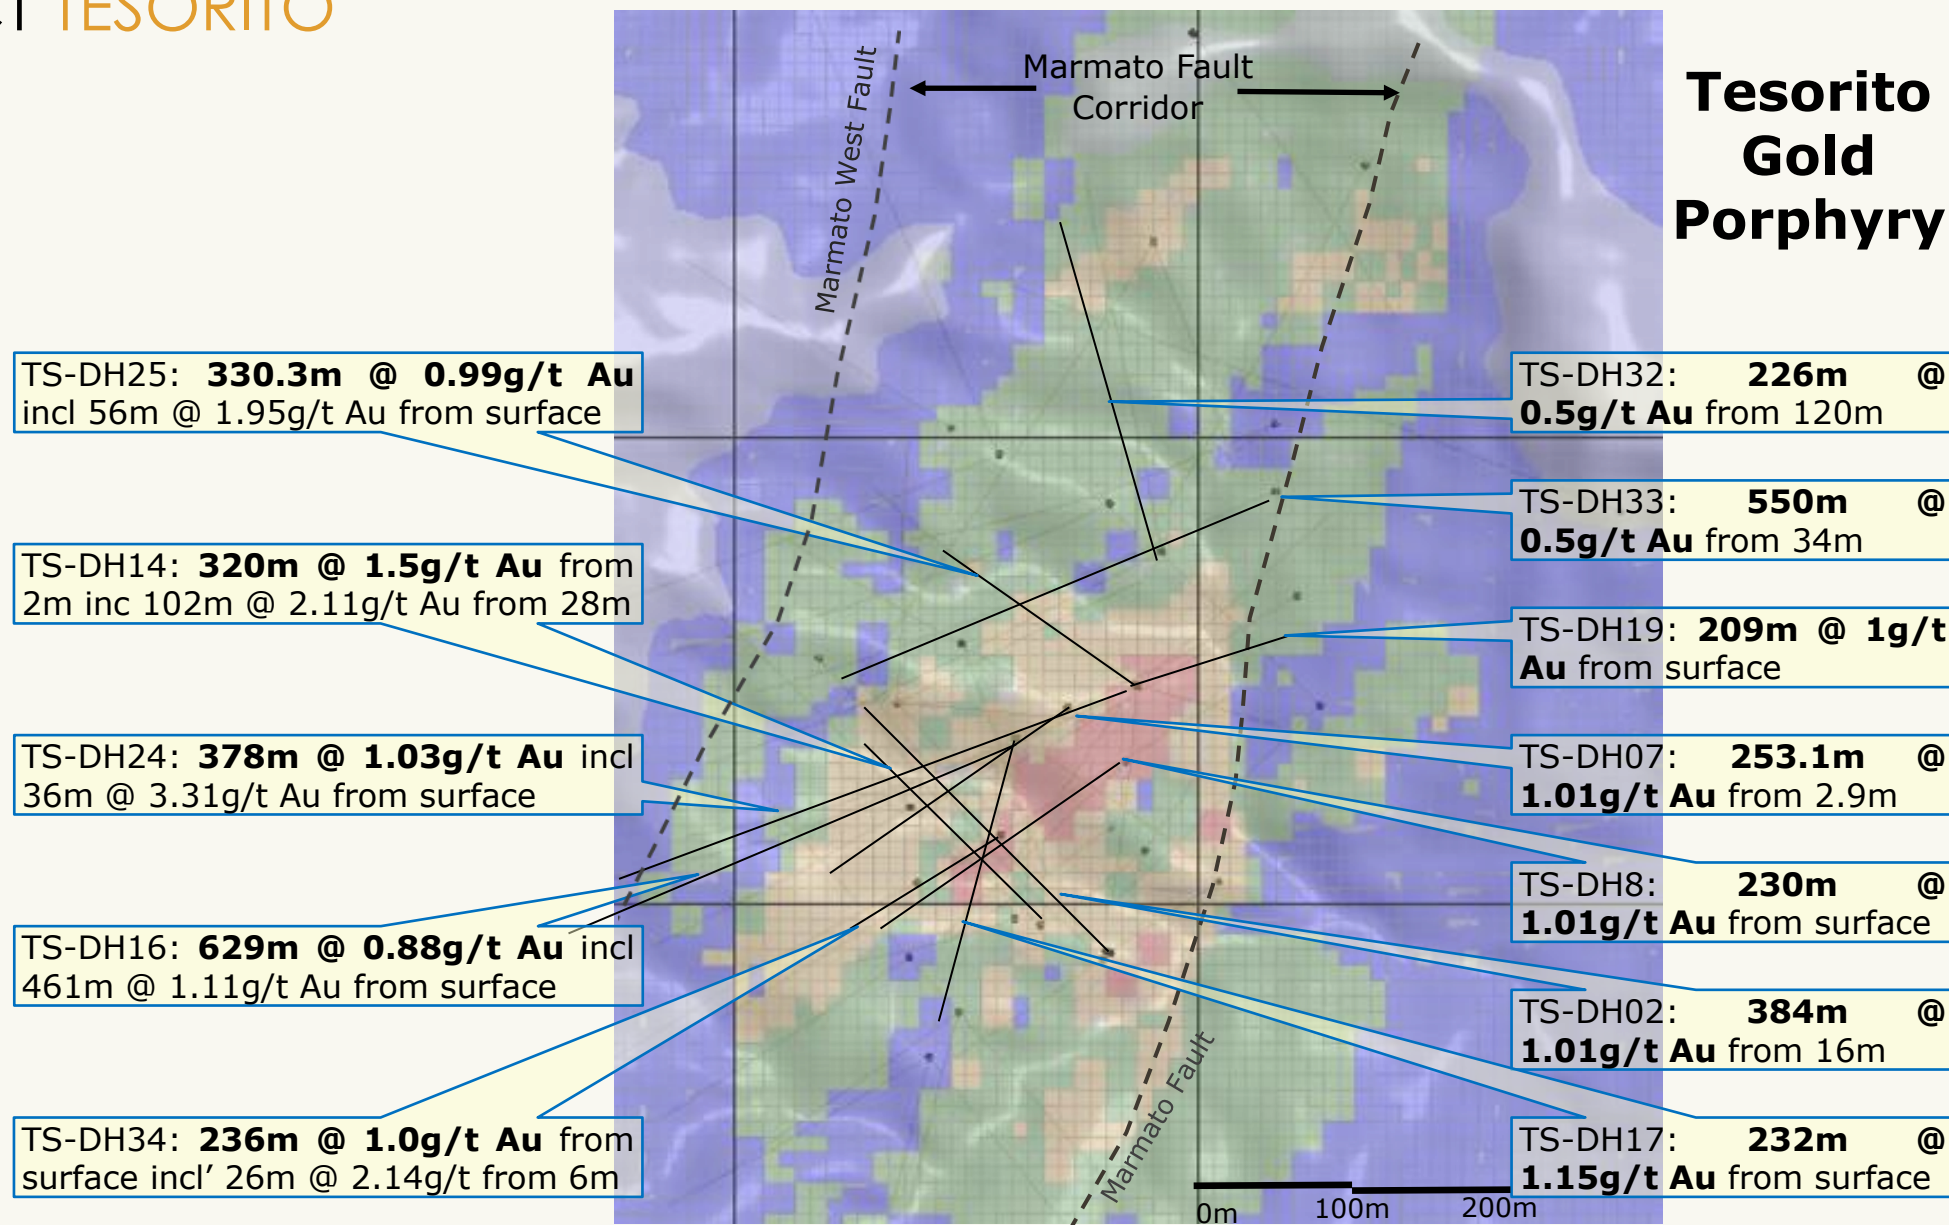 CT TESORITO
Tesorito
Gold
Porphyry
Marmato Fault
Corridor
Marmato West Fault
Marmato Fault
TS-DH25: 330.3m @ 0.99g/t Au
incl 56m @ 1.95g/t Au from surface
TS-DH14: 320m @ 1.5g/t Au from
2m inc 102m @ 2.11g/t Au from 28m
TS-DH24: 378m @ 1.03g/t Au incl
36m @ 3.31g/t Au from surface
TS-DH16: 629m @ 0.88g/t Au incl
461m @ 1.11g/t Au from surface
TS-DH34: 236m @ 1.0g/t Au from
surface incl’ 26m @ 2.14g/t from 6m
TS-DH32: 226m @
0.5g/t Au from 120m
TS-DH33: 550m @
0.5g/t Au from 34m
TS-DH19: 209m @ 1g/t
Au from surface
TS-DH07: 253.1m @
1.01g/t Au from 2.9m
TS-DH8: 230m @
1.01g/t Au from surface
TS-DH02: 384m @
1.01g/t Au from 16m
TS-DH17: 232m @
1.15g/t Au from surface
0m 100m 200m